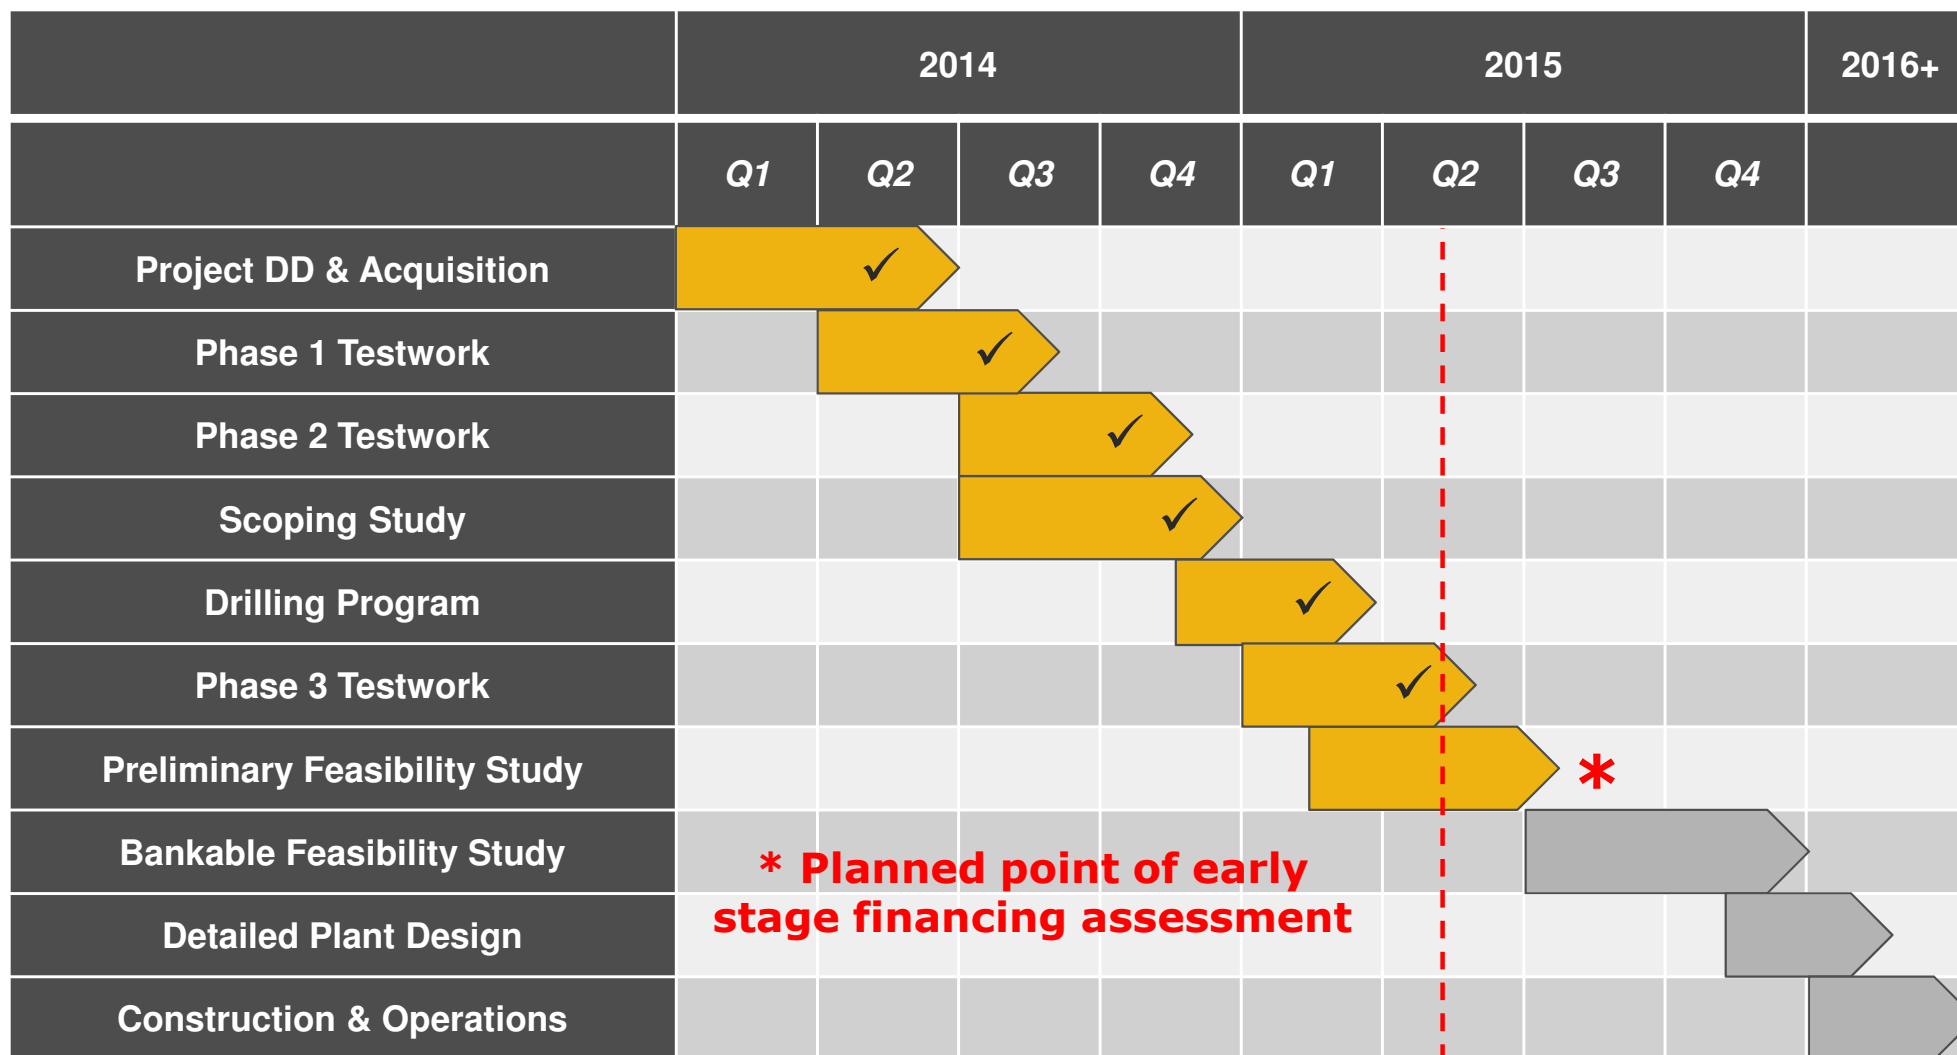 2014 2015 2016+
Q1 Q2 Q3 Q4 Q1 Q2 Q3 Q4
Project DD & Acquisition ✓
Phase 1 Testwork ✓
Phase 2 Testwork ✓
Scoping Study ✓
Drilling Program ✓
Phase 3 Testwork ✓
Preliminary Feasibility Study *
Bankable Feasibility Study
* Planned point of early
stage financing assessment
Detailed Plant Design
Construction & Operations